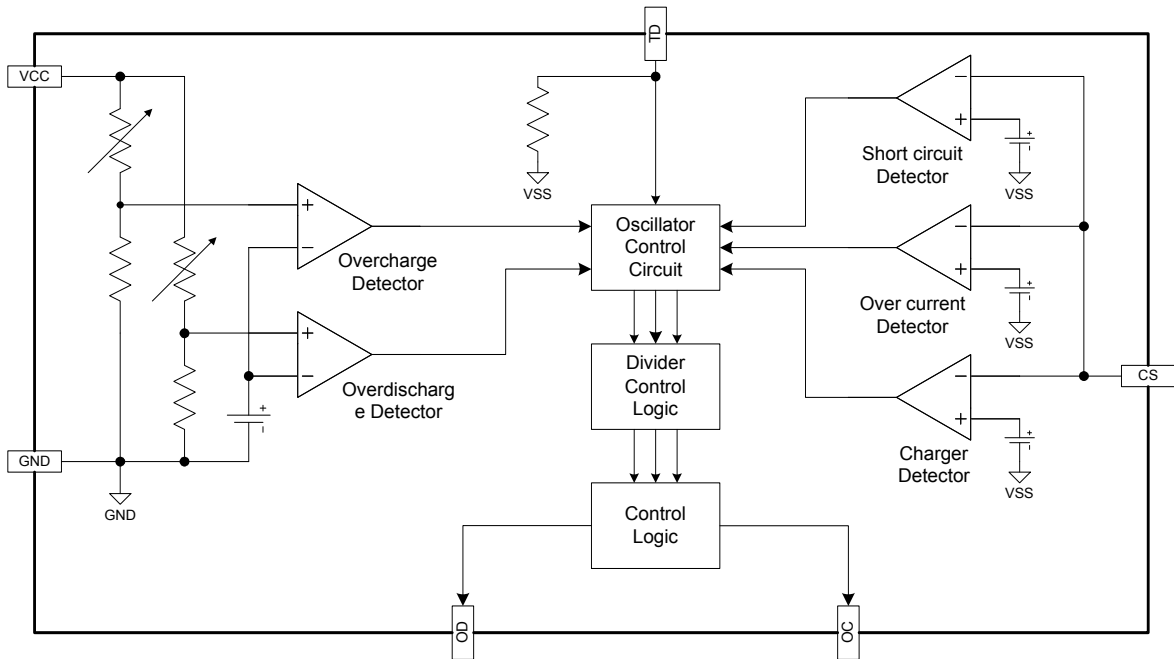 TD
VCC
VSS
Short circuit
Detector
VSS
Oscillator
Control
Circuit
Overcharge
Detector
Over current
Detector
VSS
Overdischarg
e Detector
Divider
Control
Logic
CS
Charger
Detector
VSS
GND
GND
Control
Logic
OD
OC
+
−
+
−
−
+
−
+
−
+
+
-
+
-
+
-
+
-